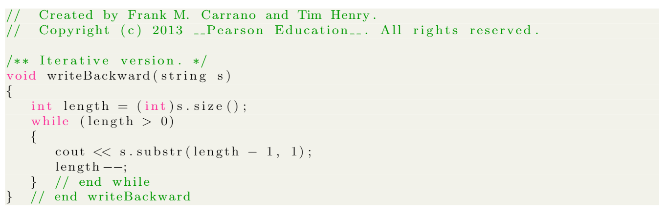 //  Created by Frank M. Carrano and Tim Henry.
//  Copyright (c) 2013 __Pearson Education__. All rights reserved.

/** Iterative version. */
void writeBackward(string s)
{
   int length = (int)s.size();
   while (length > 0)
   {
      cout << s.substr(length - 1, 1);
      length--;
   }  // end while
}  // end writeBackward